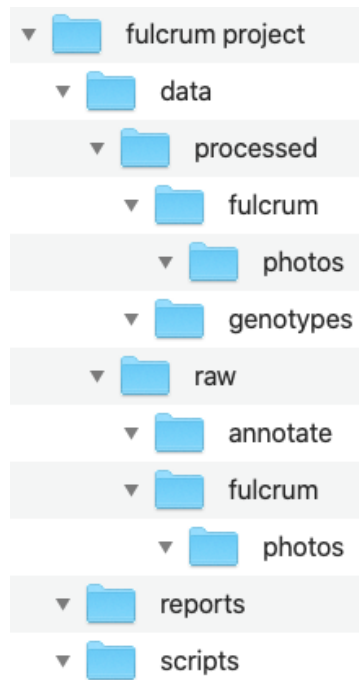 fulcrum project
data
processed
fulcrum
photos
genotypes
raw
annotate
fulcrum
photos
reports
scripts